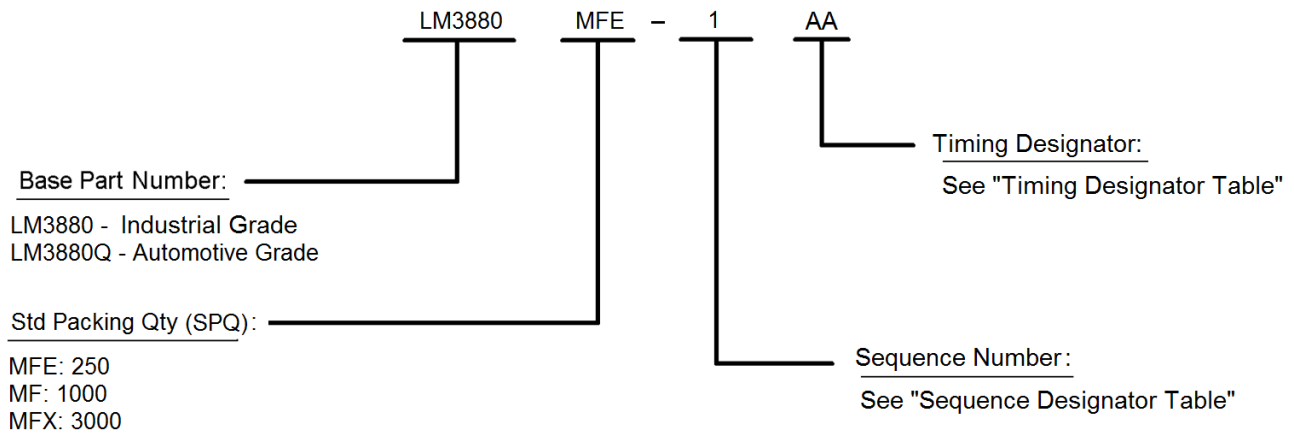 LM3880 MFE – 1 AA
Timing Designator:
See "Timing Designator Table"
Base Part Number:
LM3880 - Industrial Grade
LM3880Q - Automotive Grade
Std Packing Qty (SPQ):
MFE: 250
MF: 1000
MFX: 3000
Sequence Number:
See "Sequence Designator Table"